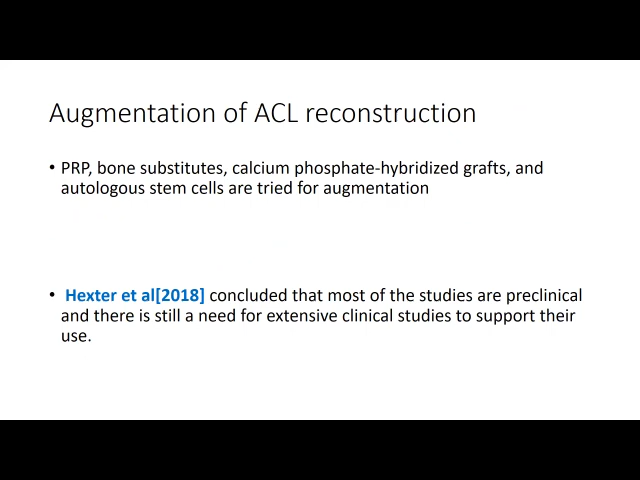 Augmentation of ACL reconstruction
• PRP, bone substitutes, calcium phosphate-hybridized grafts, and
autologous stem cells are tried for augmentation
• Hexter et al[2018] concluded that most of the studies are preclinical
and there is still a need for extensive clinical studies to support their
use.